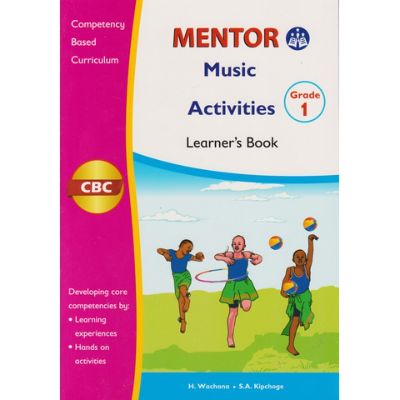 Competency
Based
Curriculum
MENTOR
Music
Activities
Grade
1
Learner's Book
CBC
Developing core
competencies by:
• Learning
experiences
• Hands on
activities
H. Wachana • S.A. Kipchoge